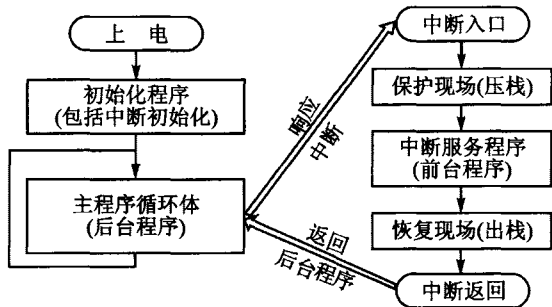 上 电
初始化程序
(包括中断初始化)
主程序循环体
(后台程序)
响应
中断
返回
后台程序
中断入口
保护现场(压栈)
中断服务程序
(前台程序)
恢复现场(出栈)
中断返回